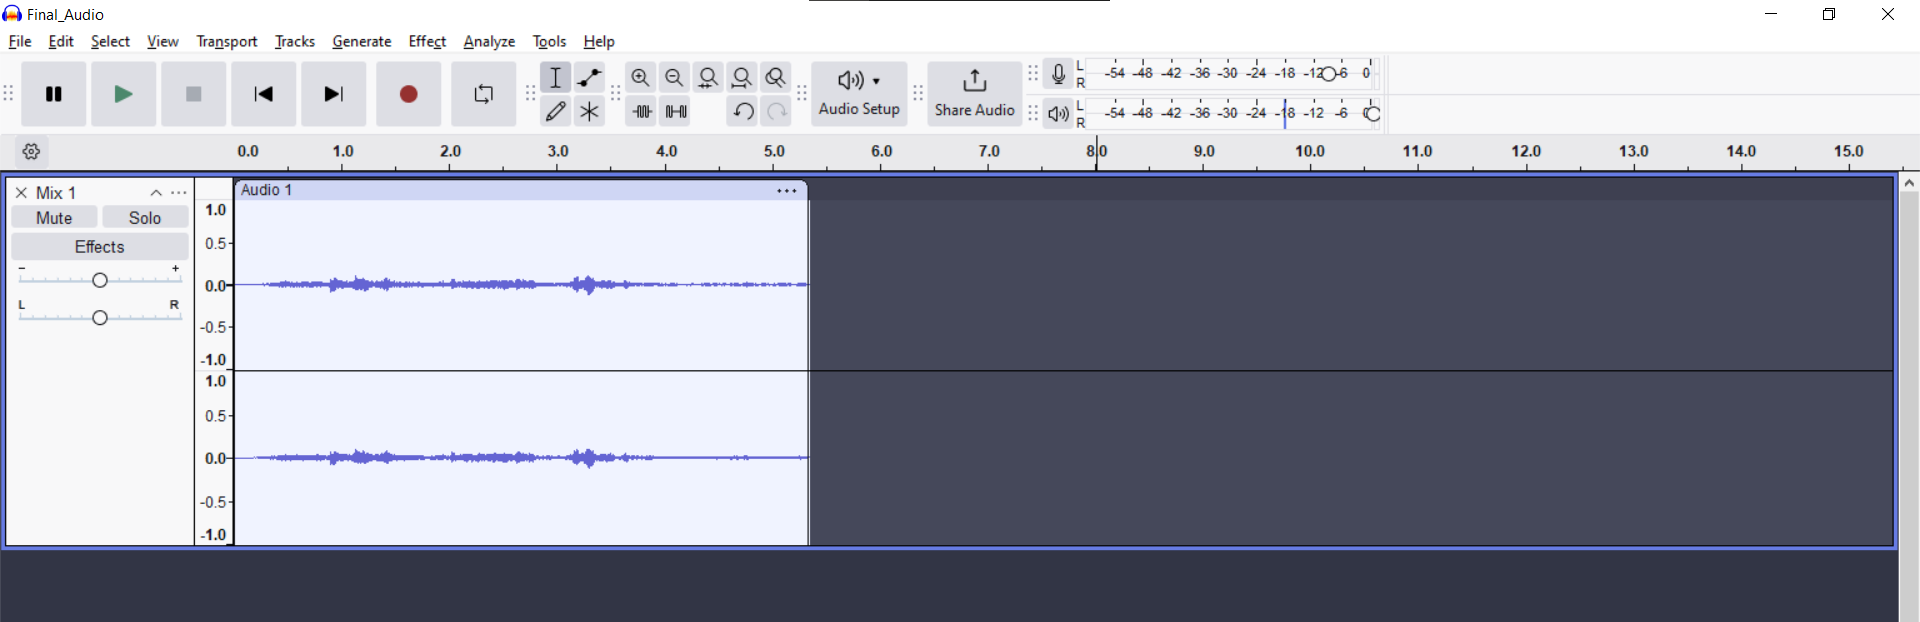 Final_Audio
File Edit Select View Transport Tracks Generate Effect Analyze Tools Help
Audio Setup
Share Audio
L
R
-54 -48 -42 -36 -30 -24 -18 -12 -6 0
L
R
-54 -48 -42 -36 -30 -24 -18 -12 -6 0
0.0 1.0 2.0 3.0 4.0 5.0 6.0 7.0 8.0 9.0 10.0 11.0 12.0 13.0 14.0 15.0
Mix 1
Mute Solo
Effects
- +
L R
Audio 1
1.0
0.5
0.0
-0.5
-1.0
1.0
0.5
0.0
-0.5
-1.0